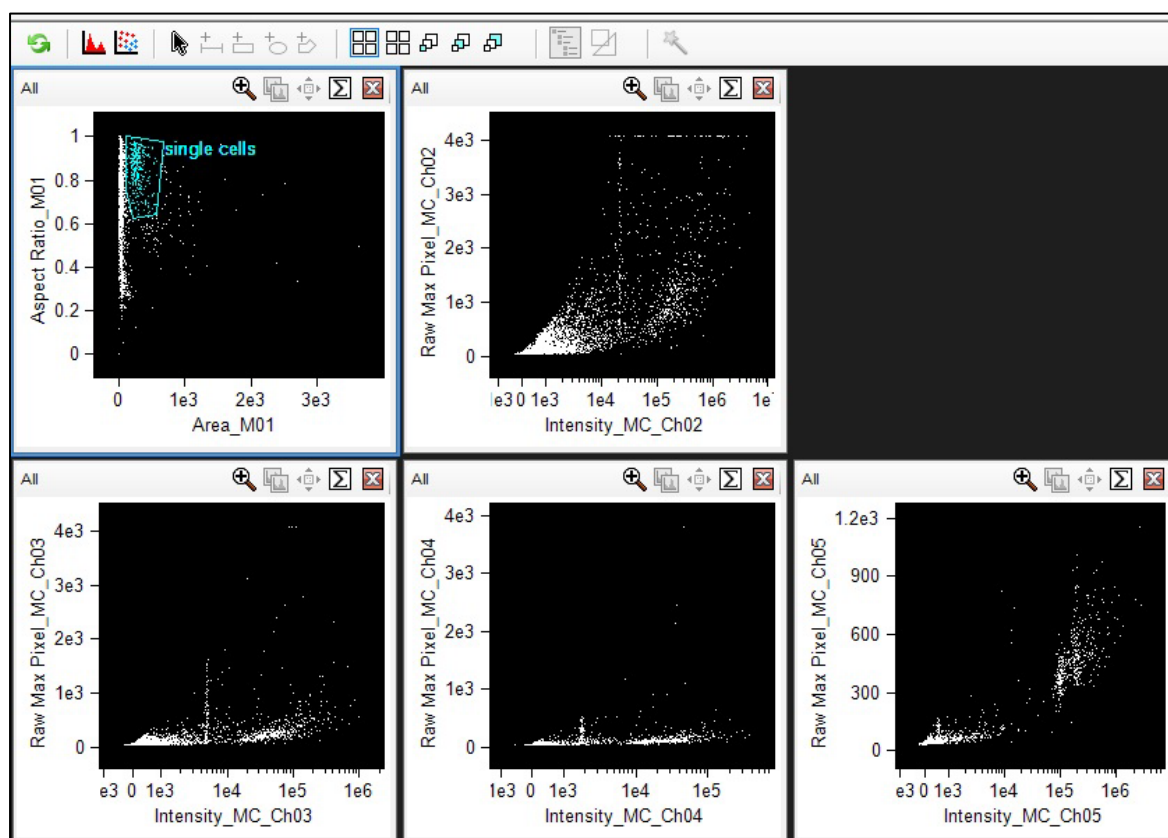 All
Aspect Ratio_M01
1
0.8
0.6
0.4
0.2
0
single cells
0 1e3 2e3 3e3
Area_M01
All
Raw Max Pixel_MC_Ch02
4e3
3e3
2e3
1e3
0
e3 0 1e3 1e4 1e5 1e6 1e
Intensity_MC_Ch02
All
Raw Max Pixel_MC_Ch03
4e3
3e3
2e3
1e3
0
e3 0 1e3 1e4 1e5 1e6
Intensity_MC_Ch03
All
Raw Max Pixel_MC_Ch04
4e3
3e3
2e3
1e3
0
1e3 0 1e3 1e4 1e5
Intensity_MC_Ch04
All
Raw Max Pixel_MC_Ch05
1.2e3
900
600
300
0
e3 0 1e3 1e4 1e5 1e6
Intensity_MC_Ch05